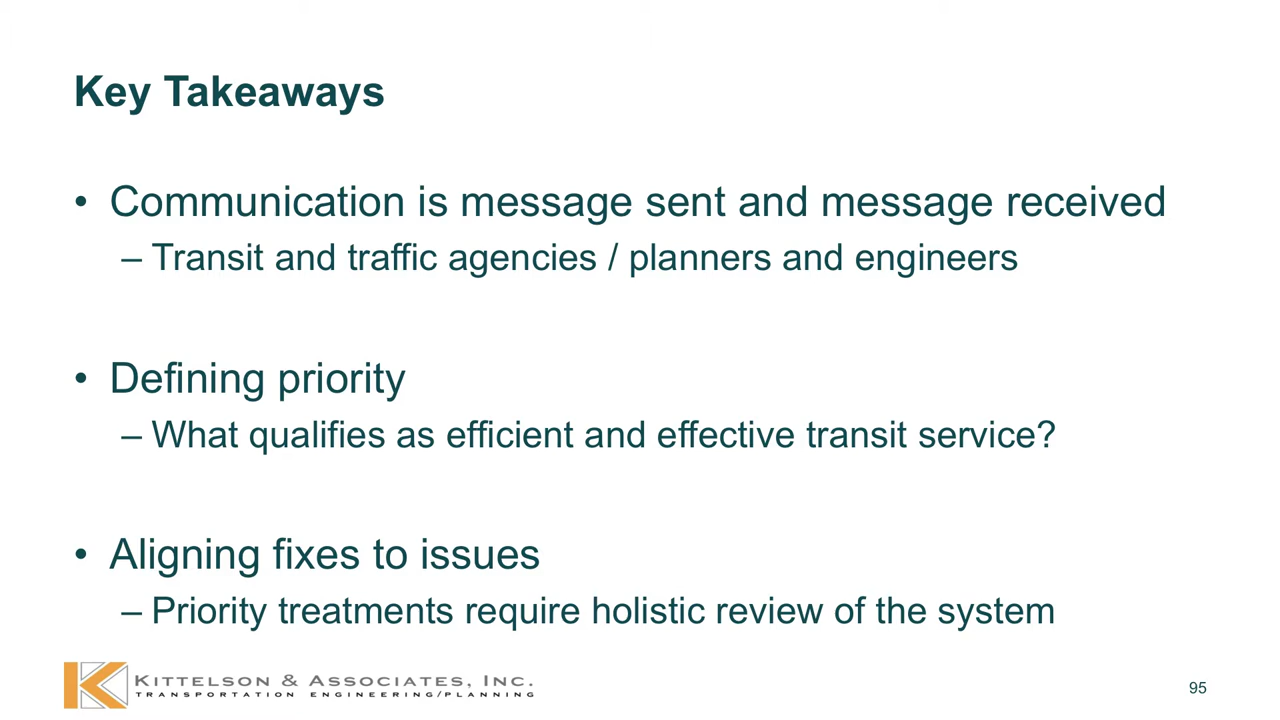 Key Takeaways
• Communication is message sent and message received
– Transit and traffic agencies / planners and engineers
• Defining priority
– What qualifies as efficient and effective transit service?
• Aligning fixes to issues
– Priority treatments require holistic review of the system
KITTELSON & ASSOCIATES, INC.
TRANSPORTATION ENGINEERING/PLANNING
95